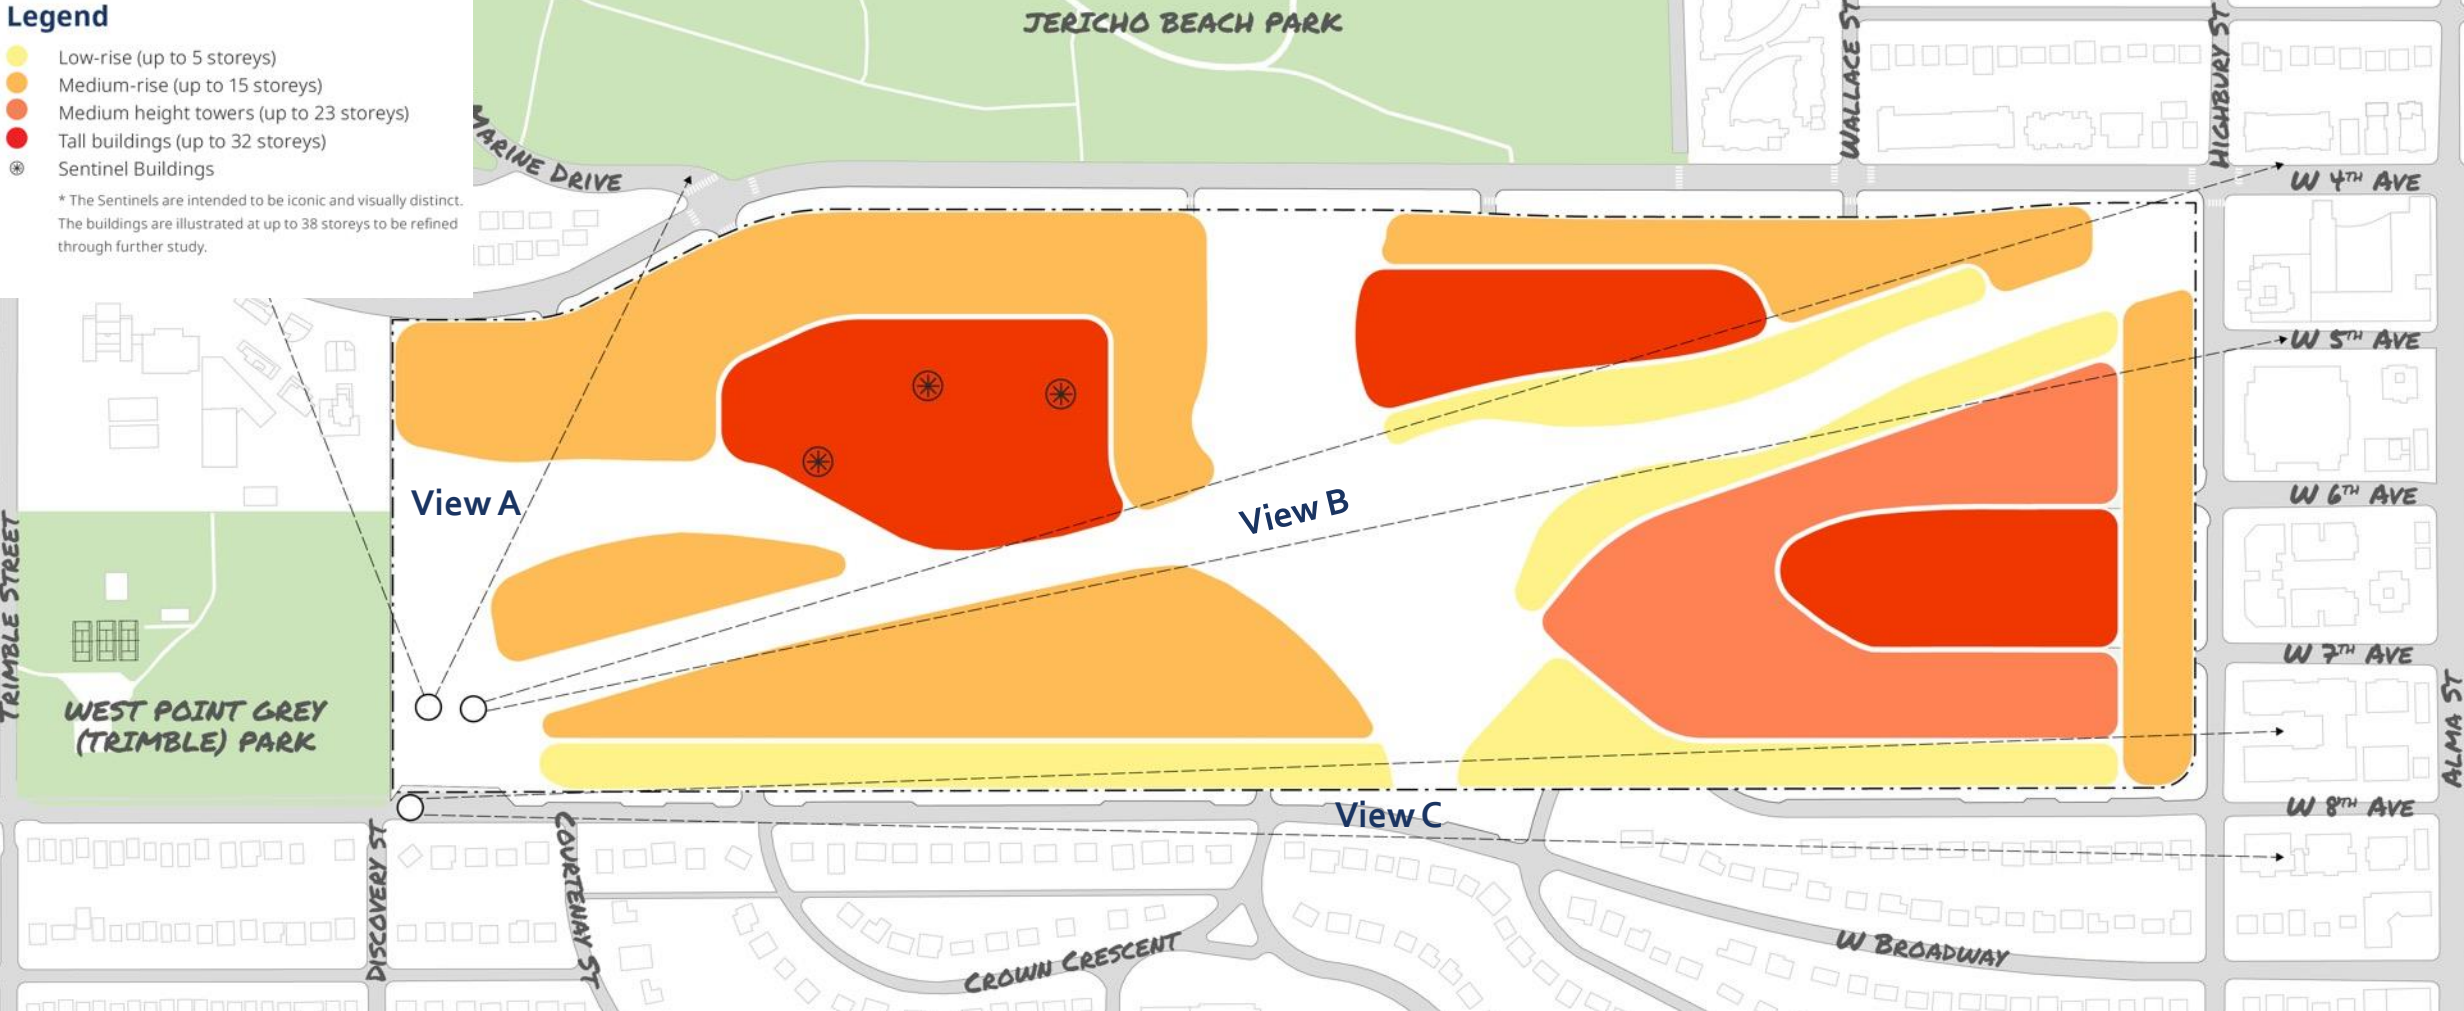 Legend
Low-rise (up to 5 storeys)
Medium-rise (up to 15 storeys)
Medium height towers (up to 23 storeys)
Tall buildings (up to 32 storeys)
Sentinel Buildings
* The Sentinels are intended to be iconic and visually distinct.
The buildings are illustrated at up to 38 storeys to be refined
through further study.
JERICHO BEACH PARK
MARINE DRIVE
WALLACE ST
HIGHBURY ST
W 4TH AVE
W 5TH AVE
View A
View B
W 6TH AVE
TRIMBLE STREET
W 7TH AVE
WEST POINT GREY
(TRIMBLE) PARK
ALMA ST
View C
W 8TH AVE
DISCOVERY ST
COURTENAY ST
CROWN CRESCENT
W BROADWAY